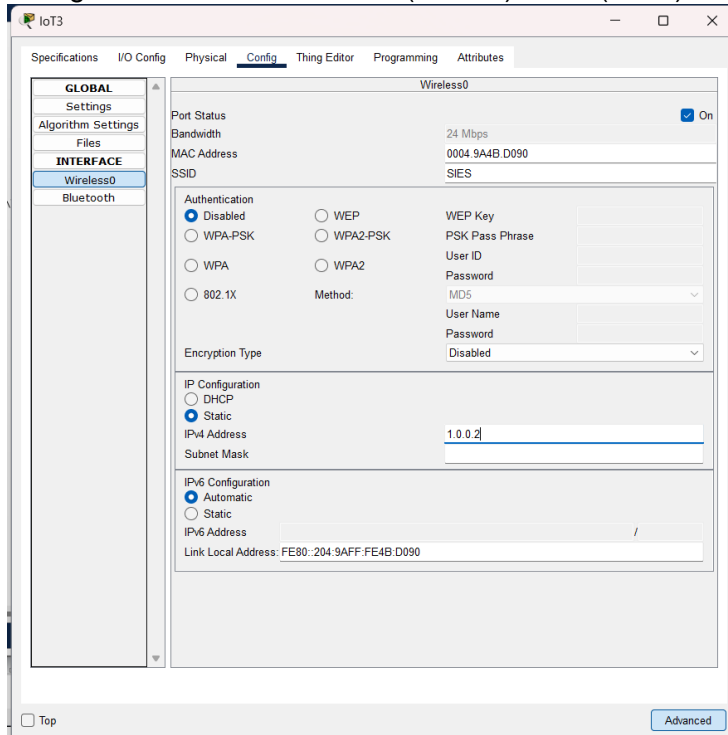 IoT3
Specifications I/O Config Physical Config Thing Editor Programming Attributes
GLOBAL
Settings
Algorithm Settings
Files
INTERFACE
Wireless0
Bluetooth
Wireless0
Port Status On
Bandwidth 24 Mbps
MAC Address 0004.9A4B.D090
SSID SIES
Authentication
Disabled WEP WEP Key
WPA-PSK WPA2-PSK PSK Pass Phrase
User ID
WPA WPA2
Password
802.1X Method: MD5
User Name
Password
Encryption Type Disabled
IP Configuration
DHCP
Static
IPv4 Address 1.0.0.2
Subnet Mask
IPv6 Configuration
Automatic
Static
IPv6 Address /
Link Local Address: FE80::204:9AFF:FE4B:D090
Top Advanced